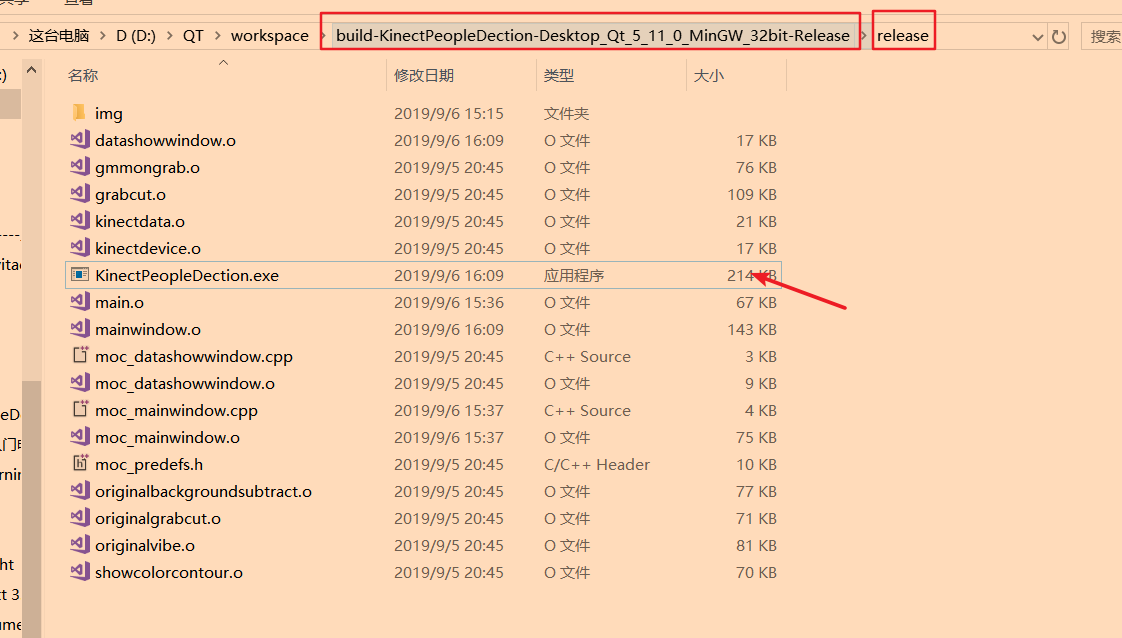 查看
这台电脑 > D (D:) > QT > workspace > build-KinectPeopleDection-Desktop_Qt_5_11_0_MinGW_32bit-Release > release 搜索
名称 修改日期 类型 大小
img 2019/9/6 15:15 文件夹
datashowwindow.o 2019/9/6 16:09 O 文件 17 KB
gmmongrab.o 2019/9/5 20:45 O 文件 76 KB
grabcut.o 2019/9/5 20:45 O 文件 109 KB
kinectdata.o 2019/9/5 20:45 O 文件 21 KB
kinectdevice.o 2019/9/5 20:45 O 文件 17 KB
KinectPeopleDection.exe 2019/9/6 16:09 应用程序 214 KB
main.o 2019/9/6 15:36 O 文件 67 KB
mainwindow.o 2019/9/6 16:09 O 文件 143 KB
moc_datashowwindow.cpp 2019/9/5 20:45 C++ Source 3 KB
moc_datashowwindow.o 2019/9/5 20:45 O 文件 9 KB
moc_mainwindow.cpp 2019/9/6 15:37 C++ Source 4 KB
moc_mainwindow.o 2019/9/6 15:37 O 文件 75 KB
moc_predefs.h 2019/9/5 20:45 C/C++ Header 10 KB
originalbackgroundsubtract.o 2019/9/5 20:45 O 文件 77 KB
originalgrabcut.o 2019/9/5 20:45 O 文件 71 KB
originalvibe.o 2019/9/5 20:45 O 文件 81 KB
showcolorcontour.o 2019/9/5 20:45 O 文件 70 KB